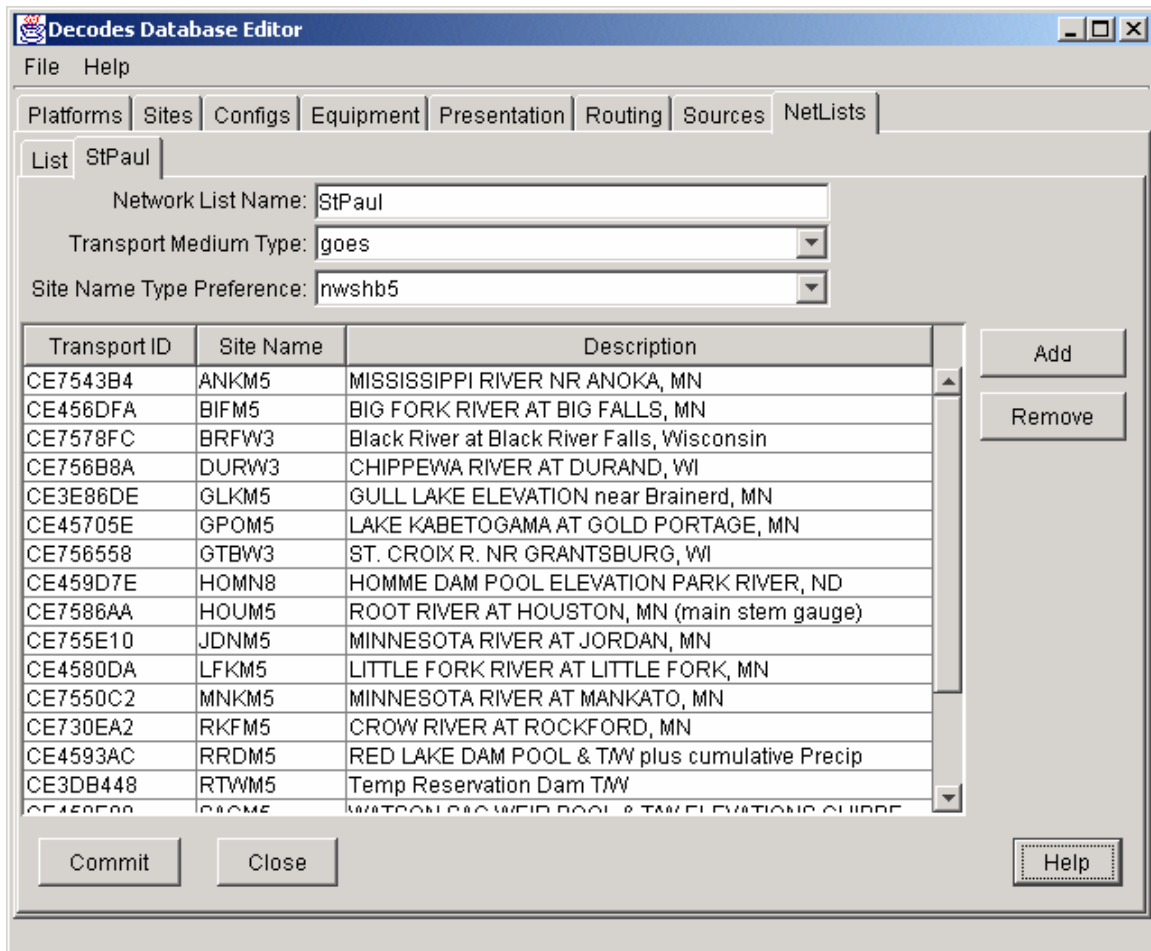 Decodes Database Editor
File Help
Platforms Sites Configs Equipment Presentation Routing Sources NetLists
List StPaul
Network List Name: StPaul
Transport Medium Type: goes
Site Name Type Preference: nwshb5
Transport ID Site Name Description
CE7543B4 ANKM5 MISSISSIPPI RIVER NR ANOKA, MN
CE456DFA BIFM5 BIG FORK RIVER AT BIG FALLS, MN
CE7578FC BRFW3 Black River at Black River Falls, Wisconsin
CE756B8A DURW3 CHIPPEWA RIVER AT DURAND, WI
CE3E86DE GLKM5 GULL LAKE ELEVATION near Brainerd, MN
CE45705E GPOM5 LAKE KABETOGAMA AT GOLD PORTAGE, MN
CE756558 GTBW3 ST. CROIX R. NR GRANTSBURG, WI
CE459D7E HOMN8 HOMME DAM POOL ELEVATION PARK RIVER, ND
CE7586AA HOUM5 ROOT RIVER AT HOUSTON, MN (main stem gauge)
CE755E10 JDNM5 MINNESOTA RIVER AT JORDAN, MN
CE4580DA LFKM5 LITTLE FORK RIVER AT LITTLE FORK, MN
CE7550C2 MNKM5 MINNESOTA RIVER AT MANKATO, MN
CE730EA2 RKFM5 CROW RIVER AT ROCKFORD, MN
CE4593AC RRDM5 RED LAKE DAM POOL & T/W plus cumulative Precip
CE3DB448 RTWM5 Temp Reservation Dam T/W
WATSON SAG WEIR POOL & T/W ELEVATIONS
Add
Remove
Commit Close Help